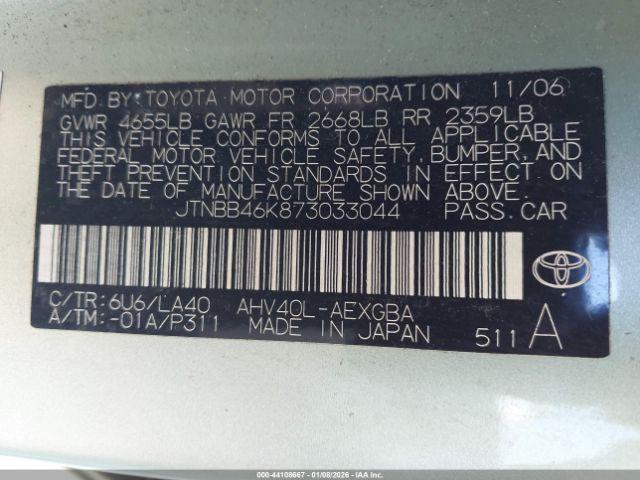 MFD. BY TOYOTA MOTOR CORPORATION 11/06
GVWR 4655LB GAWR FR 2668LB RR 2359LB
THIS VEHICLE CONFORMS TO ALL APPLICABLE
FEDERAL MOTOR VEHICLE SAFETY, BUMPER, AND
THEFT PREVENTION STANDARDS IN EFFECT ON
THE DATE OF MANUFACTURE SHOWN ABOVE.
JTNBB46K873033044 PASS. CAR
C/TR: 6U6/LA40 AHV40L-AEXGBA
A/TM: -01A/P311 MADE IN JAPAN 511 A
000-44108667 - 01/08/2026 - IAAI.COM